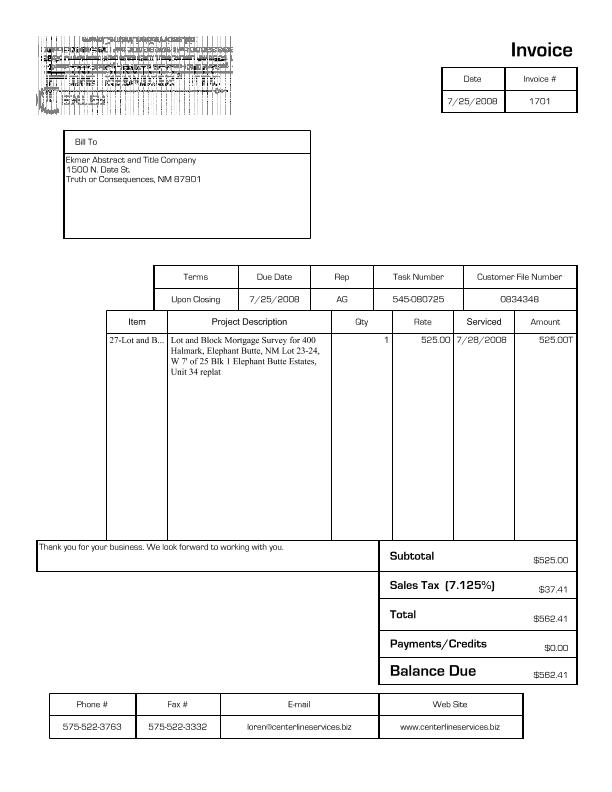 Invoice
Date Invoice #
7/25/2008 1701
Bill To
Ekmar Abstract and Title Company
1500 N. Date St.
Truth or Consequences, NM 87901
Terms Due Date Rep Task Number Customer File Number
Upon Closing 7/25/2008 AG 545-080725 083434B
Item Project Description Qty Rate Serviced Amount
27-Lot and B... Lot and Block Mortgage Survey for 400 1 525.00 7/28/2008 525.00T
Halmark, Elephant Butte, NM Lot 23-24,
W 7' of 25 Blk 1 Elephant Butte Estates,
Unit 34 replat
Thank you for your business. We look forward to working with you.
Subtotal $525.00
Sales Tax (7.125%) $37.41
Total $562.41
Payments/Credits $0.00
Balance Due $562.41
Phone # Fax # E-mail Web Site
575-522-3763 575-522-3332 loren@centerlineservices.biz www.centerlineservices.biz